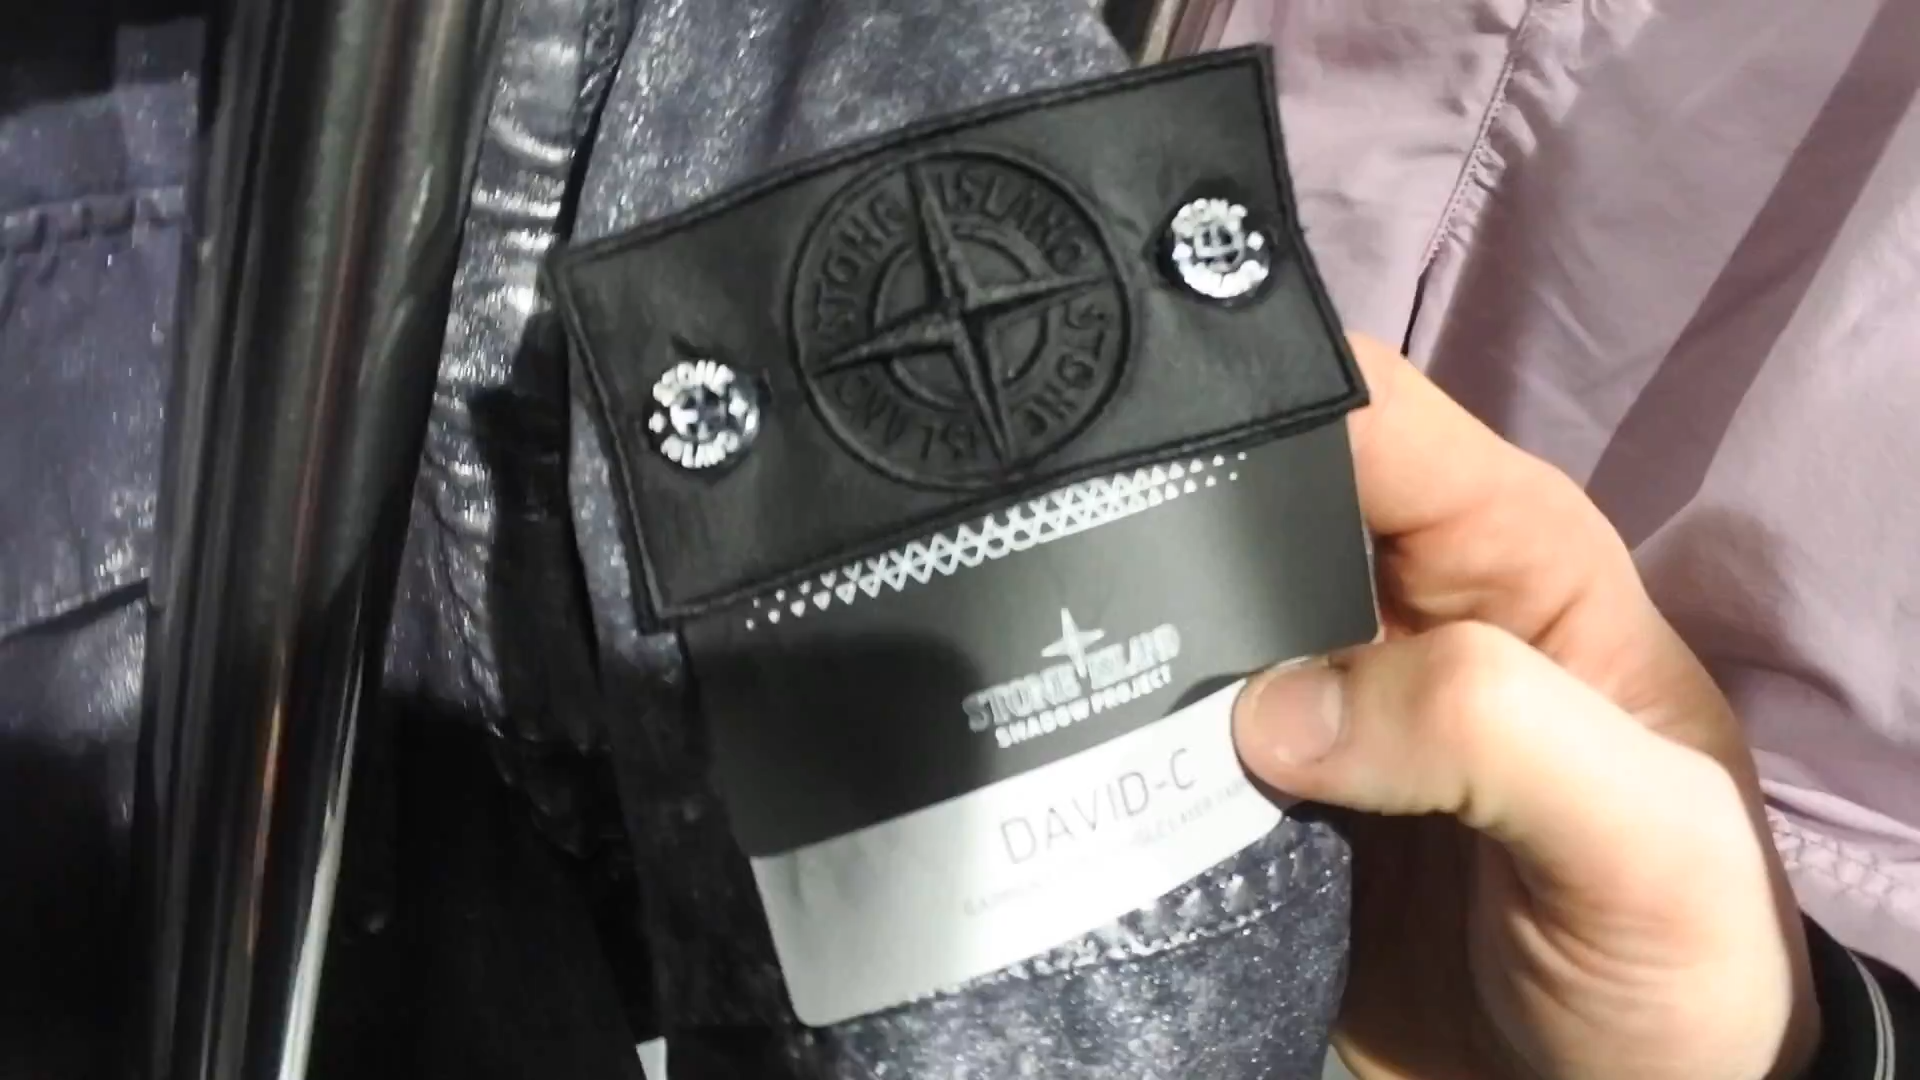 STONE ISLAND STONE ISLAND
STONE ISLAND
STONE ISLAND
STONE ISLAND
SHADOW PROJECT
DAVID-C